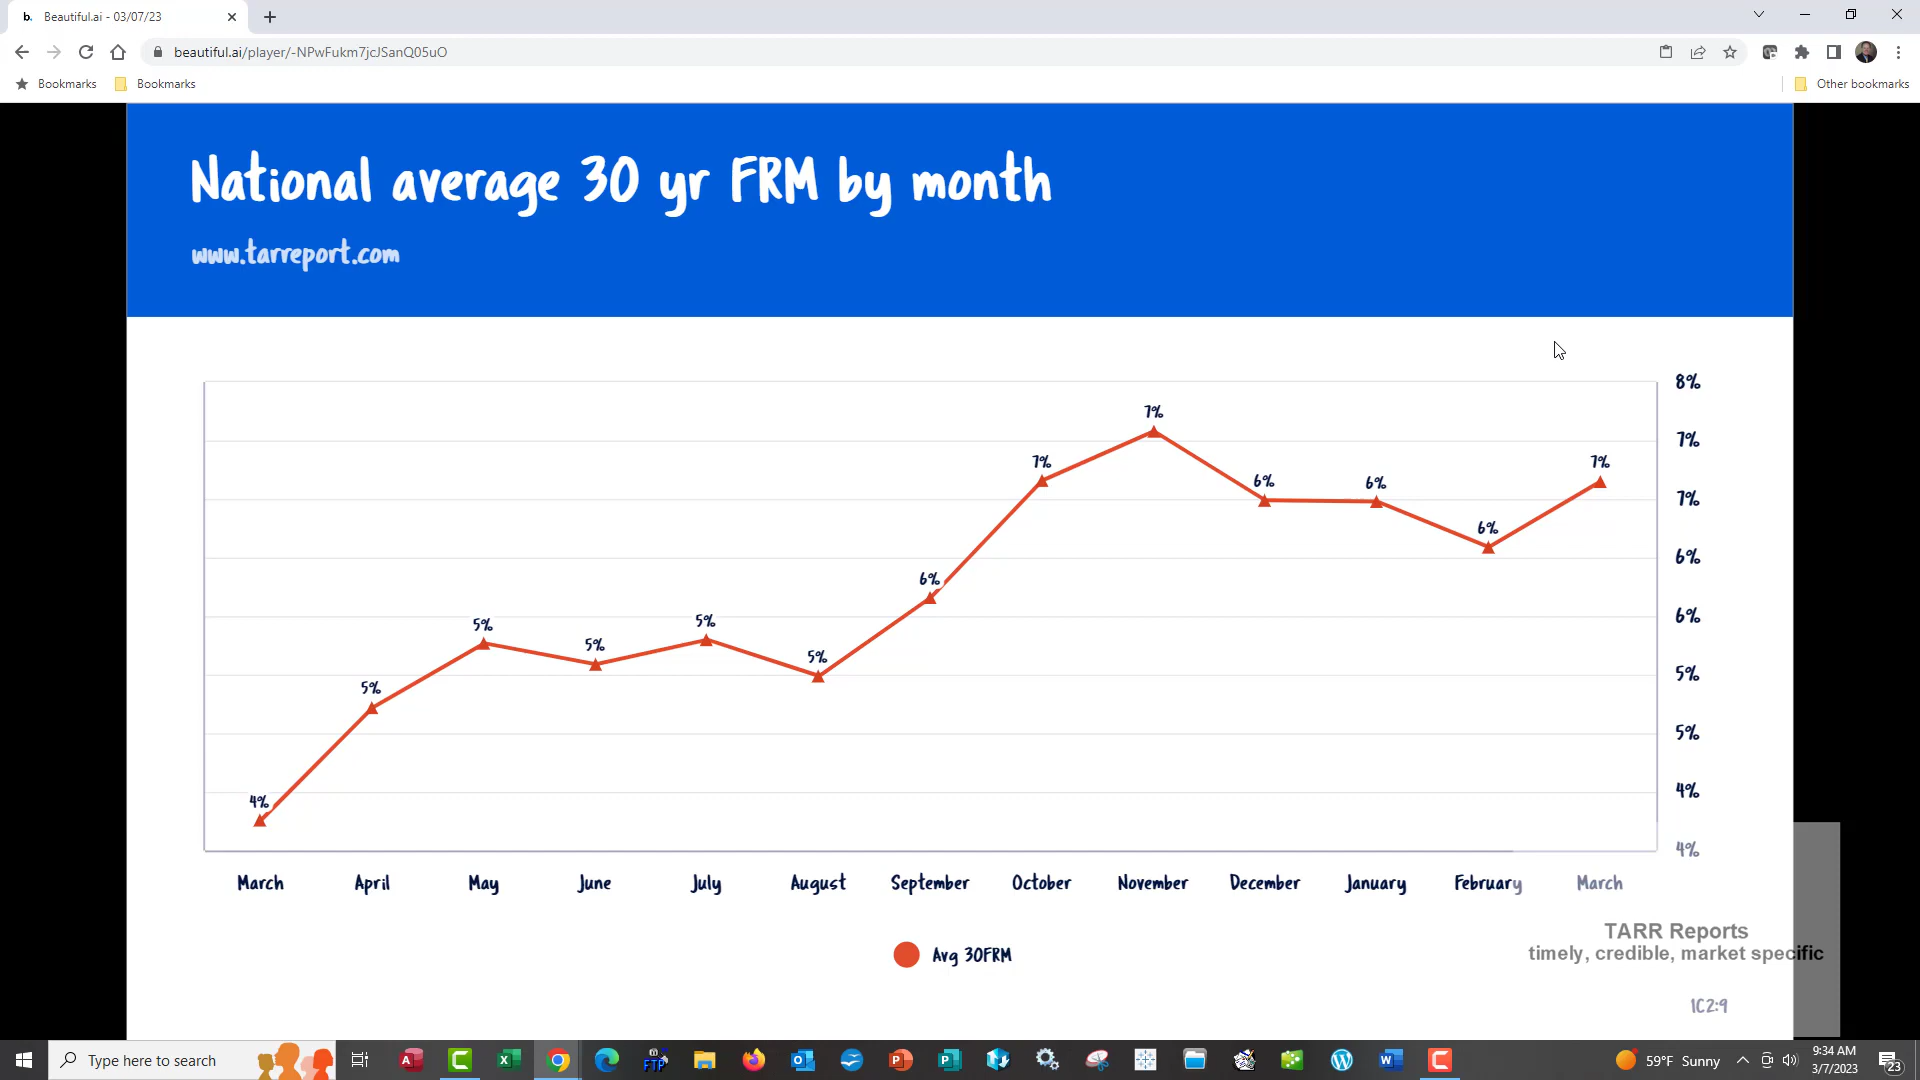 b. Beautiful.ai - 03/07/23
beautiful.ai/player/-NPwFukm7jcJSanQ05uO
Bookmarks Bookmarks Other bookmarks
National average 30 yr FRM by month
www.tarreport.com
8%
7%
7%
6%
6%
5%
5%
4%
4%
4% 5% 5% 5% 5% 5% 6% 7% 7% 6% 6% 6% 7%
March April May June July August September October November December January February March
Avg 30FRM
TARR Reports
timely, credible, market specific
1C2:9
Type here to search
FTP
59°F Sunny
9:34 AM
3/7/2023
23